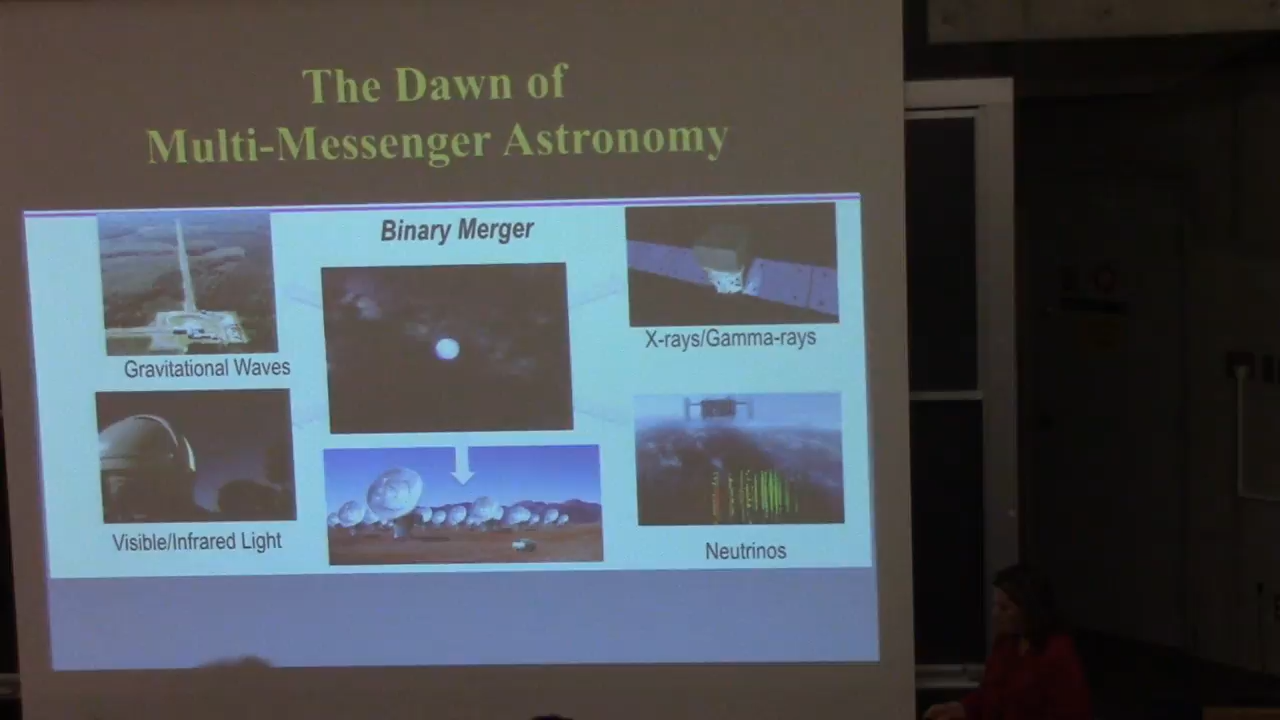 The Dawn of
Multi-Messenger Astronomy
Binary Merger
Gravitational Waves
X-rays/Gamma-rays
Visible/Infrared Light
Neutrinos